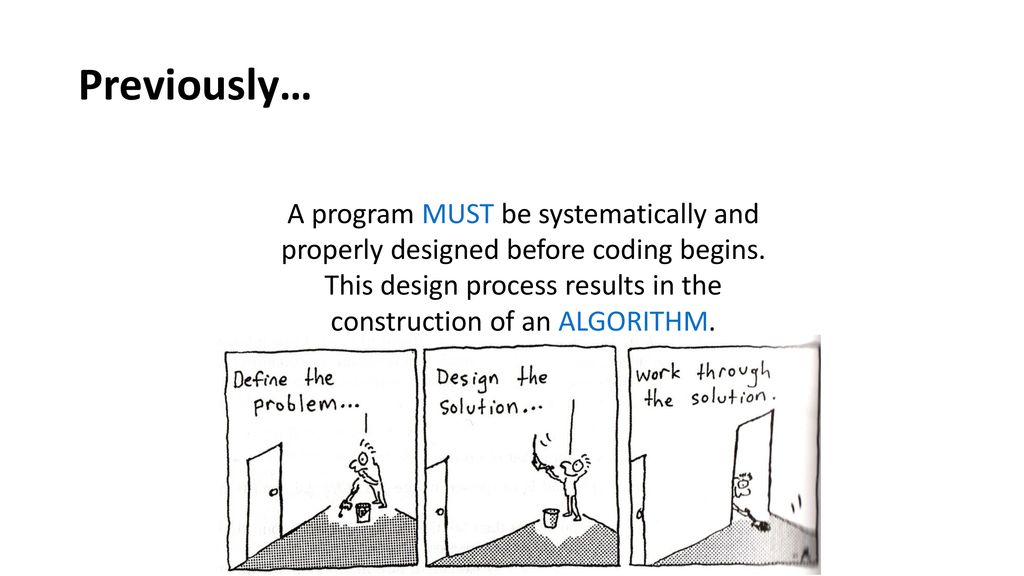 Previously…
A program MUST be systematically and
properly designed before coding begins.
This design process results in the
construction of an ALGORITHM.
Define the
problem...
Design the
solution...
work through
the solution.